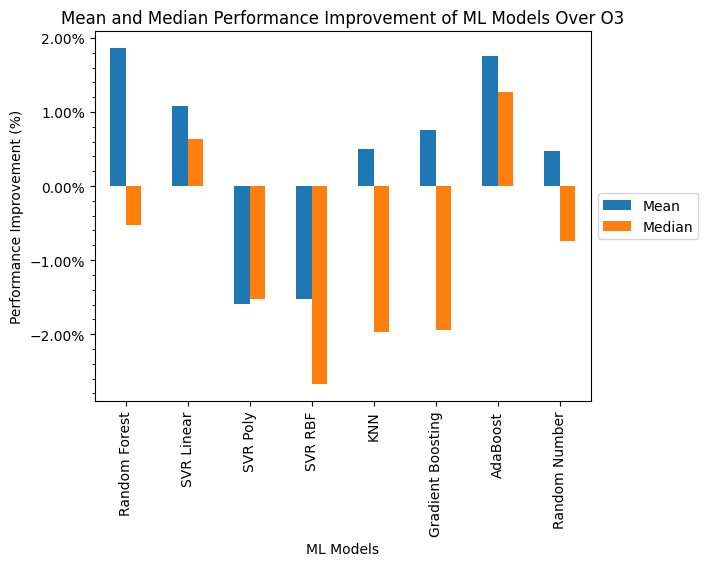 Mean and Median Performance Improvement of ML Models Over O3
2.00%
1.00%
0.00%
−1.00%
−2.00%
Performance Improvement (%)
Mean
Median
Random Forest
SVR Linear
SVR Poly
SVR RBF
KNN
Gradient Boosting
AdaBoost
Random Number
ML Models